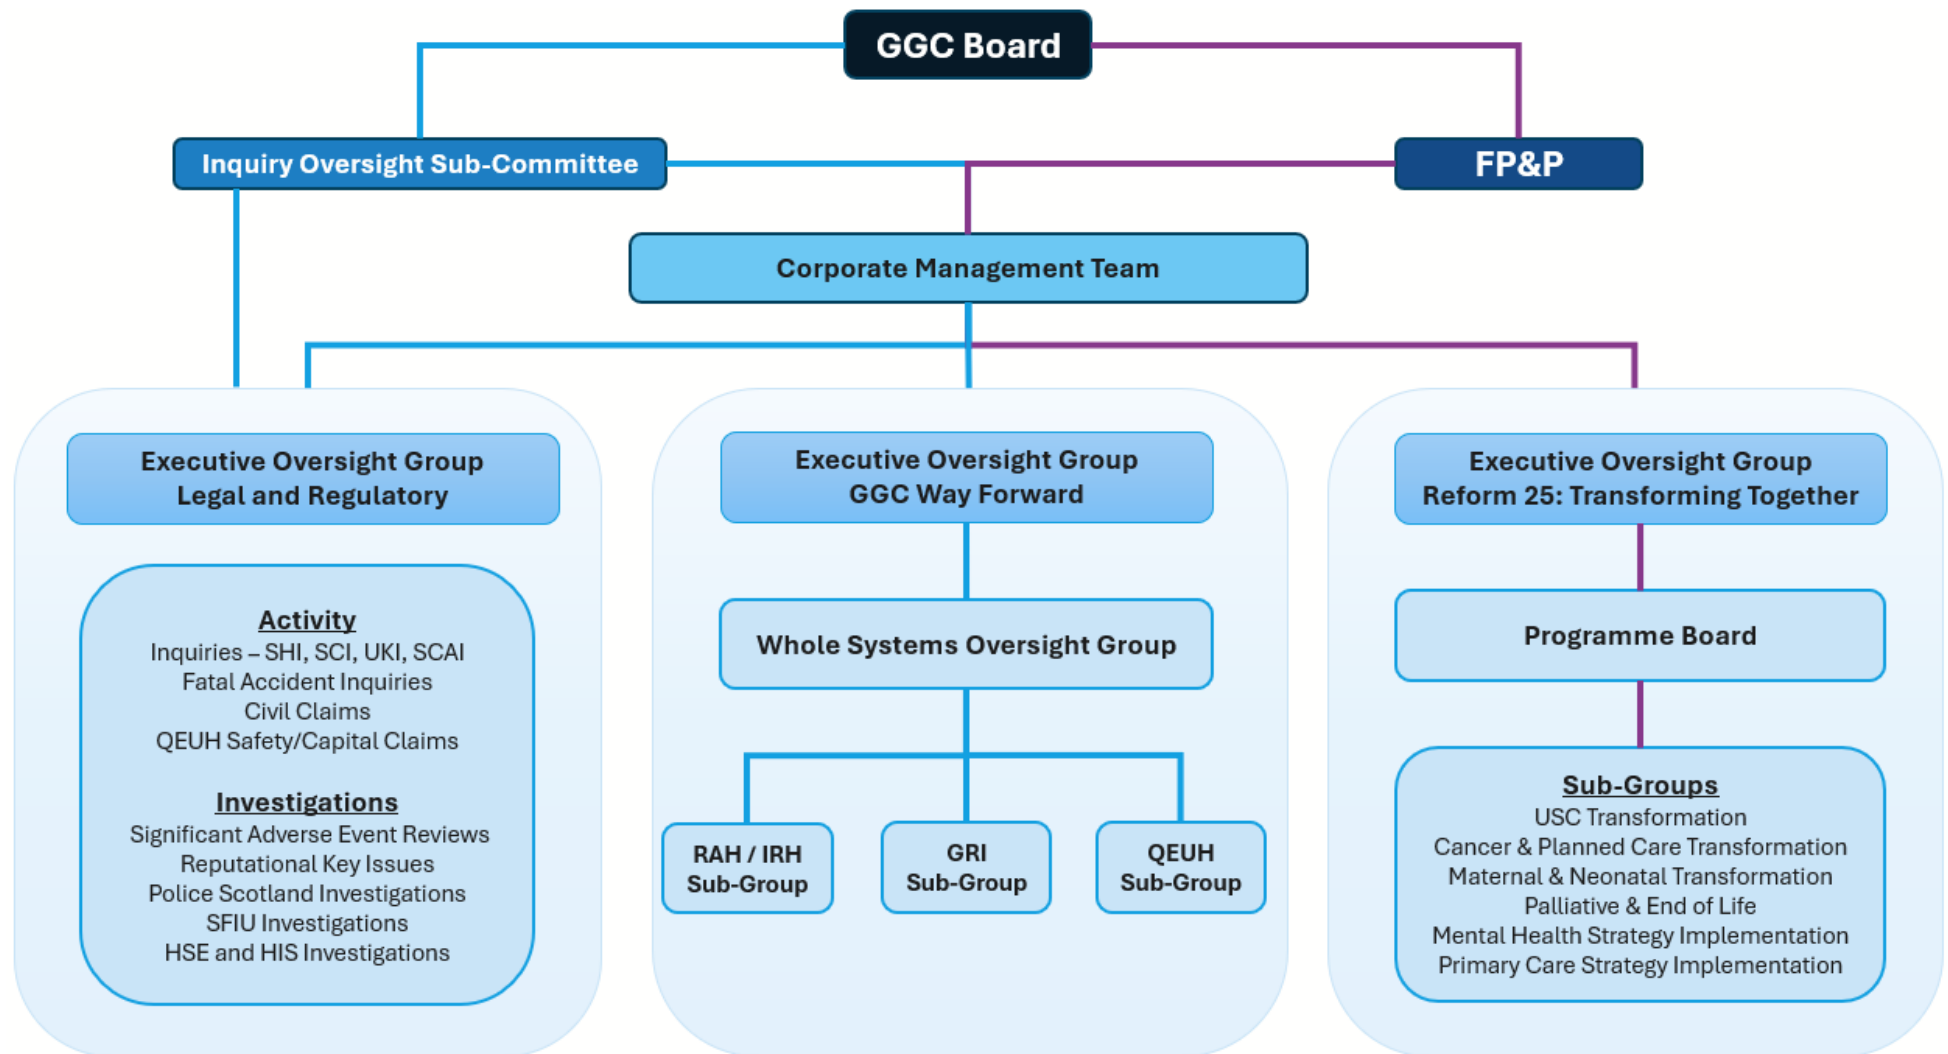 GGC Board
Inquiry Oversight Sub-Committee
FP&P
Corporate Management Team
Executive Oversight Group
Legal and Regulatory
Activity
Inquiries – SHI, SCI, UKI, SCAI
Fatal Accident Inquiries
Civil Claims
QEUH Safety/Capital Claims
Investigations
Significant Adverse Event Reviews
Reputational Key Issues
Police Scotland Investigations
SFIU Investigations
HSE and HIS Investigations
Executive Oversight Group
GGC Way Forward
Whole Systems Oversight Group
RAH / IRH
Sub-Group
GRI
Sub-Group
QEUH
Sub-Group
Executive Oversight Group
Reform 25: Transforming Together
Programme Board
Sub-Groups
USC Transformation
Cancer & Planned Care Transformation
Maternal & Neonatal Transformation
Palliative & End of Life
Mental Health Strategy Implementation
Primary Care Strategy Implementation